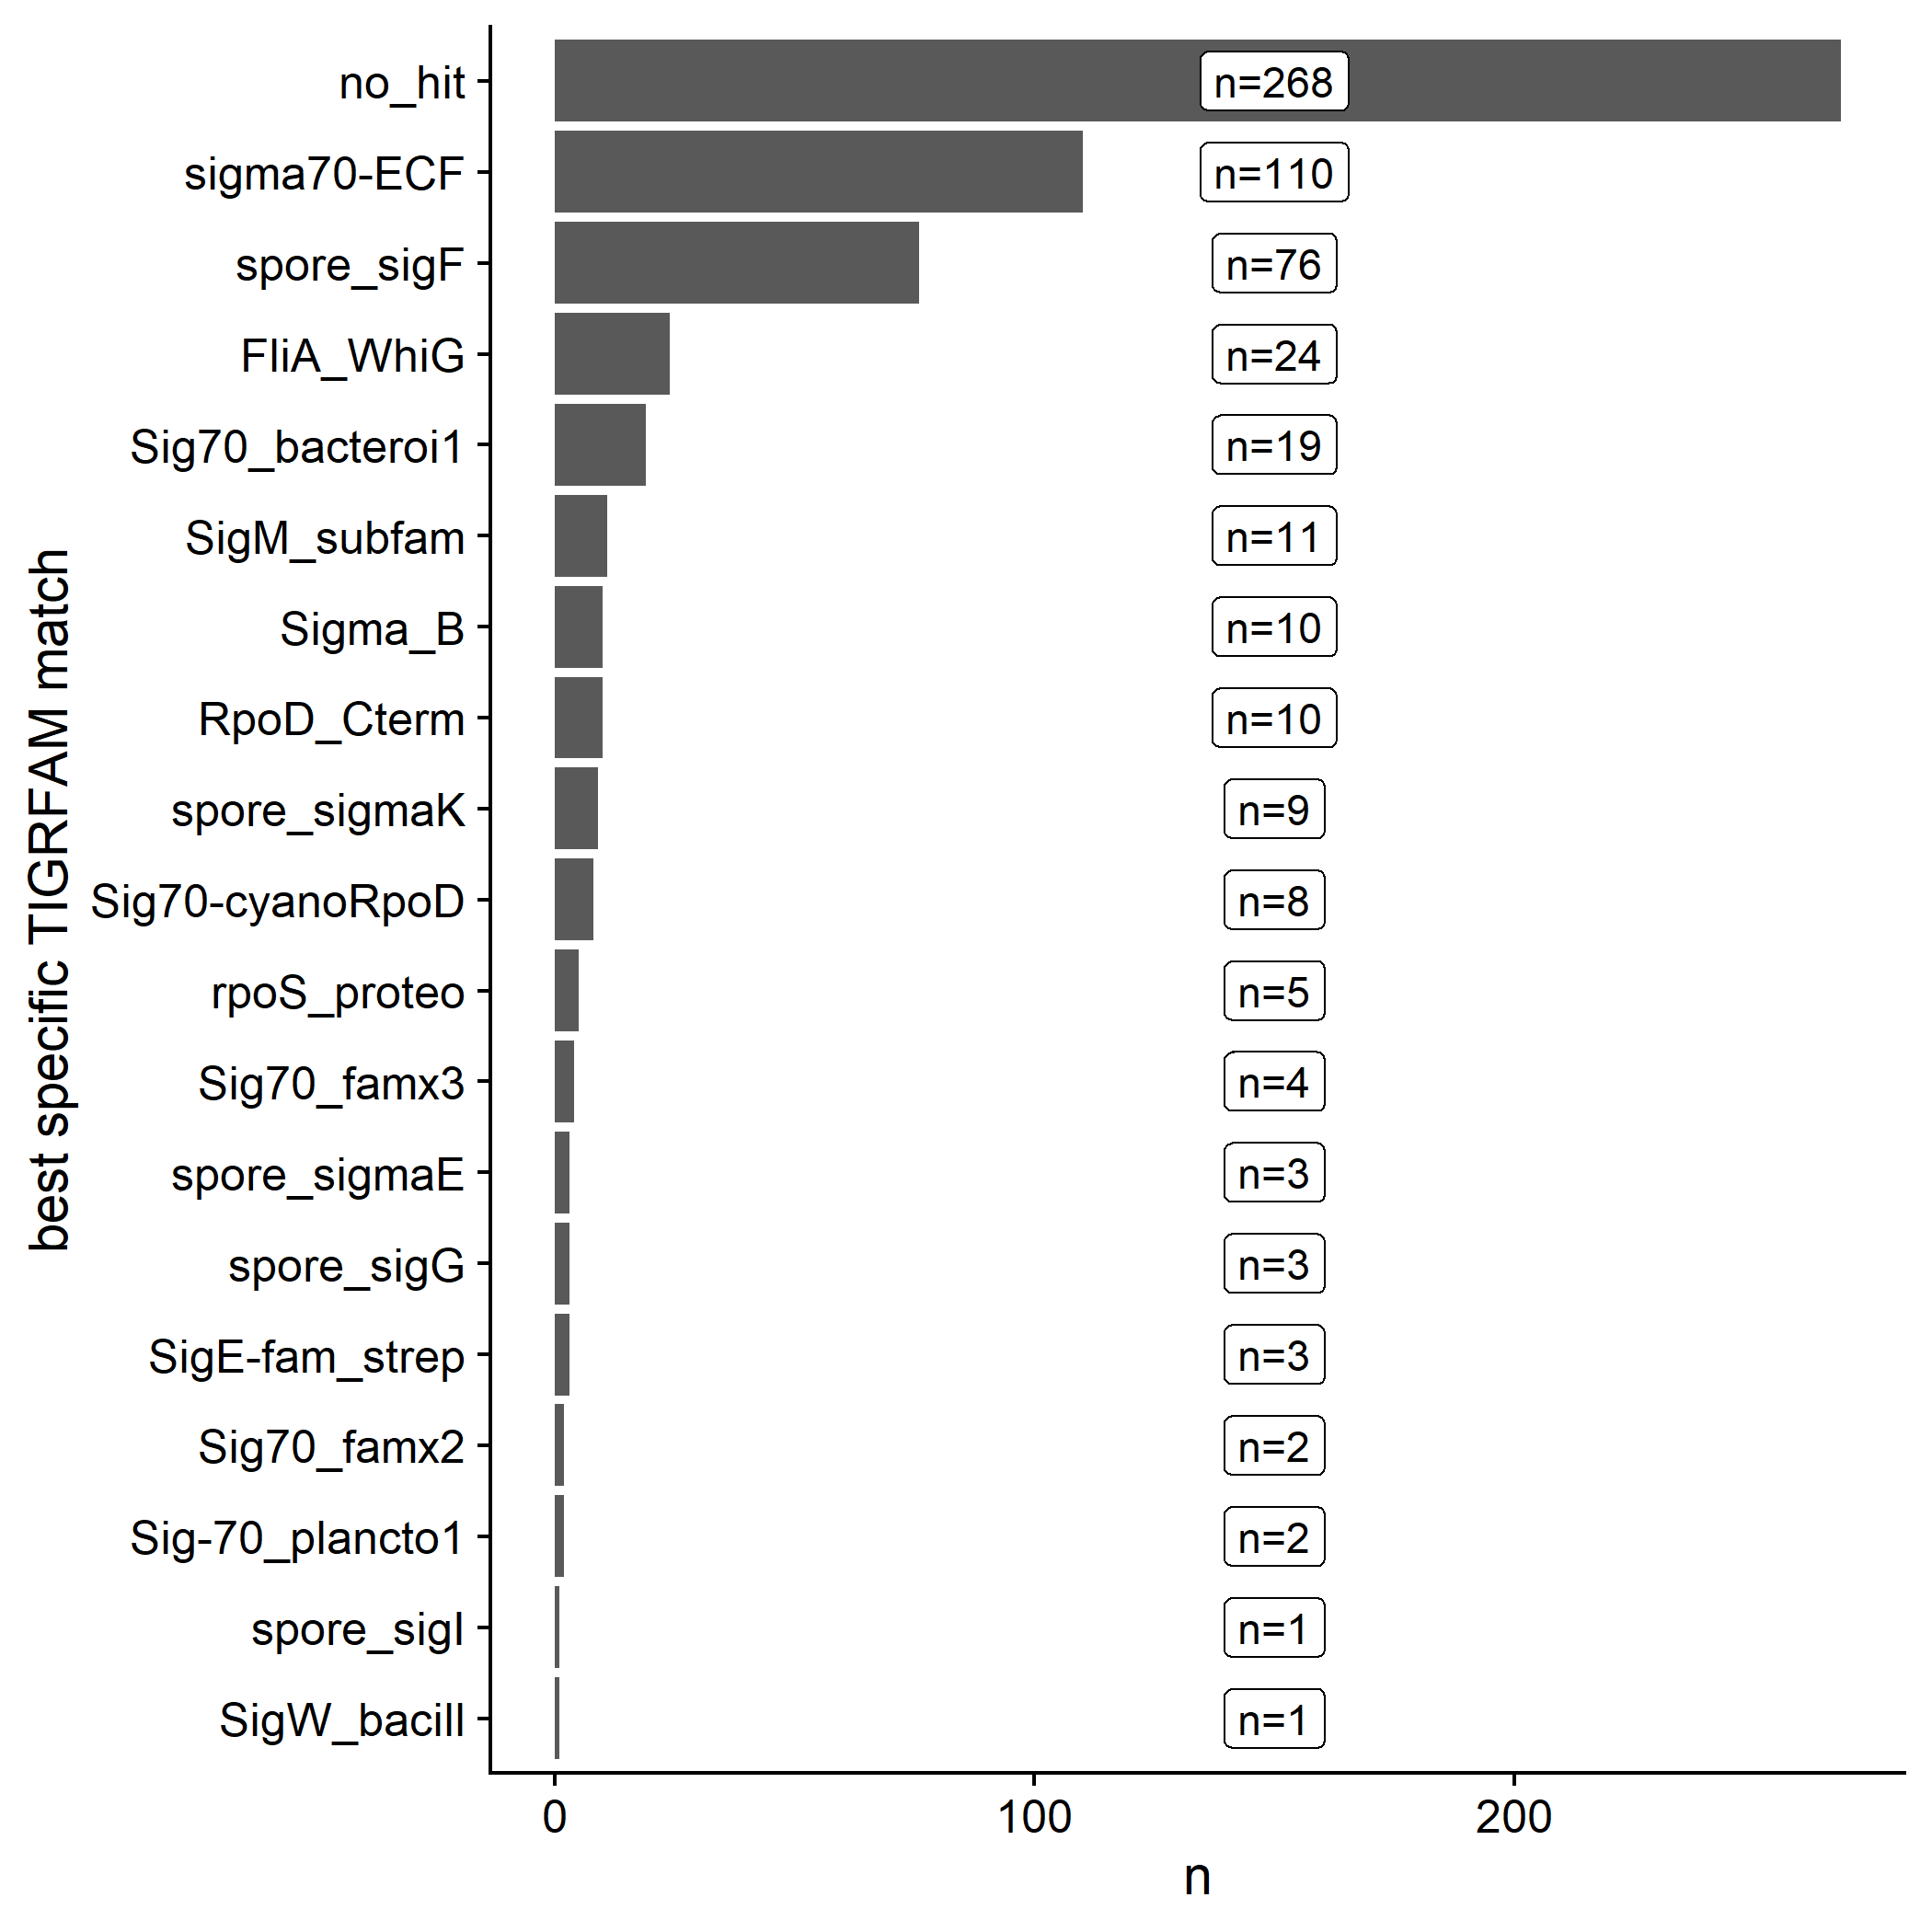 no_hit n=268
sigma70-ECF n=110
spore_sigF n=76
FliA_WhiG n=24
Sig70_bacteroi1 n=19
SigM_subfam n=11
Sigma_B n=10
RpoD_Cterm n=10
spore_sigmaK n=9
Sig70-cyanoRpoD n=8
rpoS_proteo n=5
Sig70_famx3 n=4
spore_sigmaE n=3
spore_sigG n=3
SigE-fam_strep n=3
Sig70_famx2 n=2
Sig-70_plancto1 n=2
spore_sigI n=1
SigW_bacill n=1
0 100 200
n
best specific TIGRFAM match